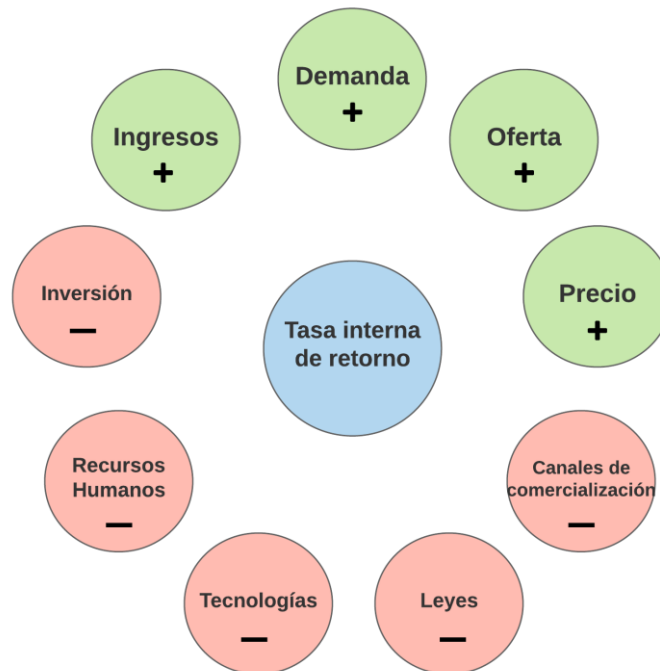 Demanda
+
Ingresos
+
Oferta
+
Inversión
−
Precio
+
Tasa interna
de retorno
Recursos
Humanos
−
Canales de
comercialización
−
Tecnologías
−
Leyes
−